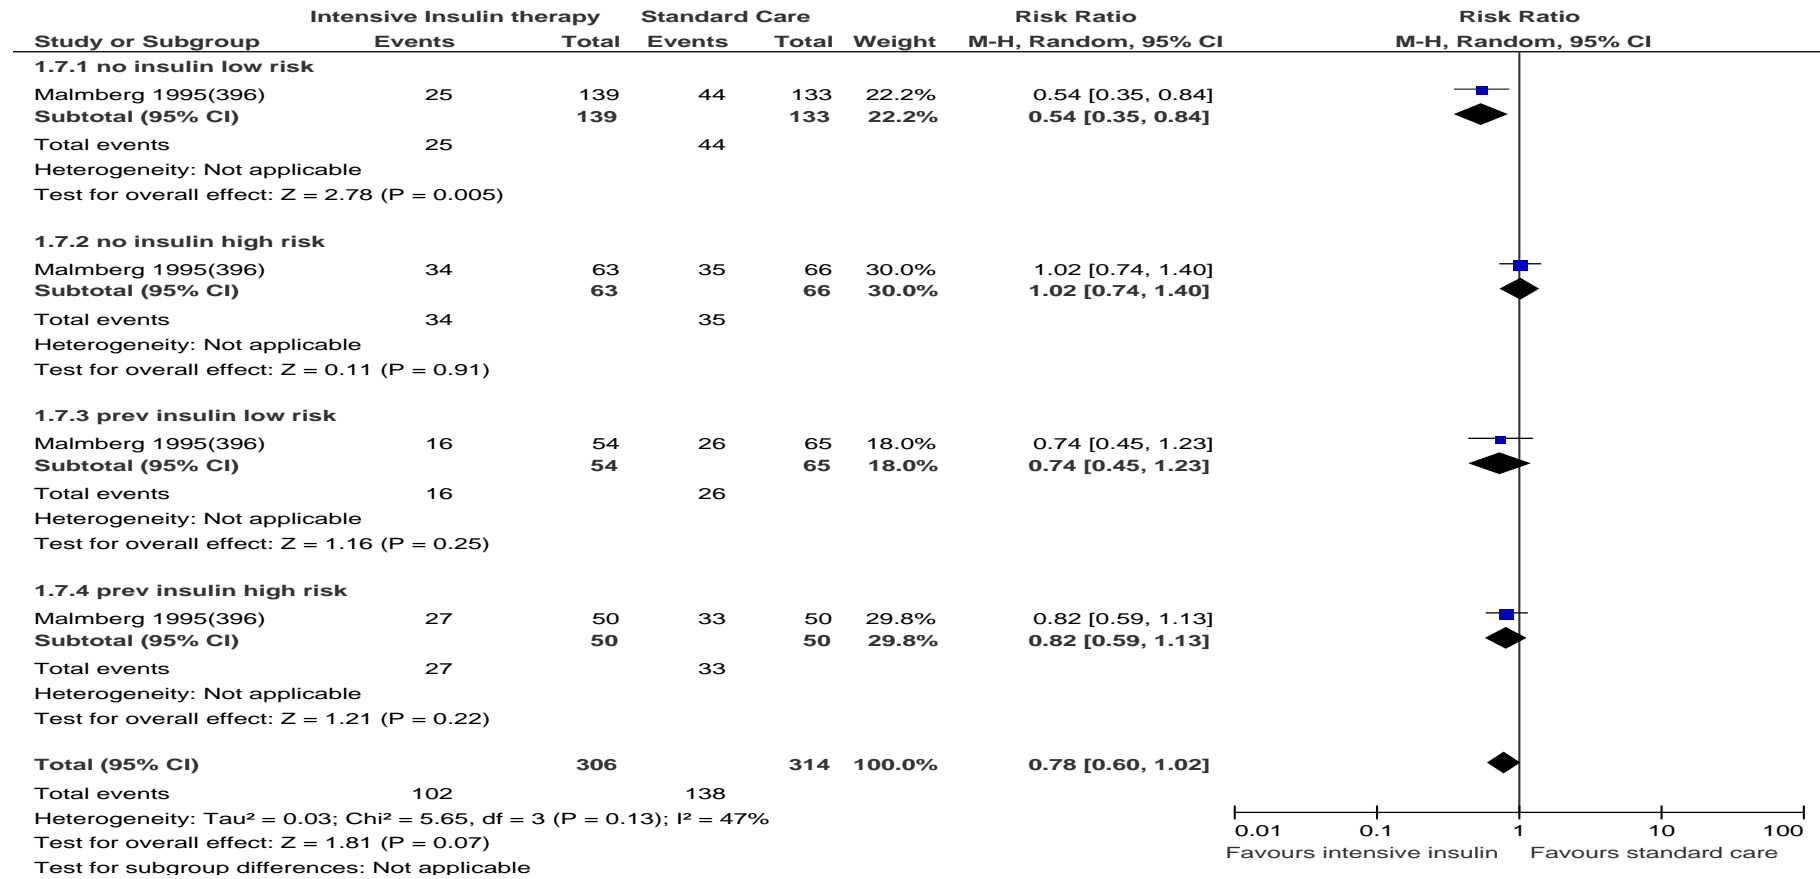 Intensive Insulin therapy Standard Care Risk Ratio Risk Ratio
Study or Subgroup Events Total Events Total Weight M-H, Random, 95% CI M-H, Random, 95% CI
1.7.1 no insulin low risk
Malmberg 1995(396) 25 139 44 133 22.2% 0.54 [0.35, 0.84]
Subtotal (95% CI) 139 133 22.2% 0.54 [0.35, 0.84]
Total events 25 44
Heterogeneity: Not applicable
Test for overall effect: Z = 2.78 (P = 0.005)
1.7.2 no insulin high risk
Malmberg 1995(396) 34 63 35 66 30.0% 1.02 [0.74, 1.40]
Subtotal (95% CI) 63 66 30.0% 1.02 [0.74, 1.40]
Total events 34 35
Heterogeneity: Not applicable
Test for overall effect: Z = 0.11 (P = 0.91)
1.7.3 prev insulin low risk
Malmberg 1995(396) 16 54 26 65 18.0% 0.74 [0.45, 1.23]
Subtotal (95% CI) 54 65 18.0% 0.74 [0.45, 1.23]
Total events 16 26
Heterogeneity: Not applicable
Test for overall effect: Z = 1.16 (P = 0.25)
1.7.4 prev insulin high risk
Malmberg 1995(396) 27 50 33 50 29.8% 0.82 [0.59, 1.13]
Subtotal (95% CI) 50 50 29.8% 0.82 [0.59, 1.13]
Total events 27 33
Heterogeneity: Not applicable
Test for overall effect: Z = 1.21 (P = 0.22)
Total (95% CI) 306 314 100.0% 0.78 [0.60, 1.02]
Total events 102 138
Heterogeneity: Tau² = 0.03; Chi² = 5.65, df = 3 (P = 0.13); I² = 47%
Test for overall effect: Z = 1.81 (P = 0.07)
Test for subgroup differences: Not applicable
0.01 0.1 1 10 100
Favours intensive insulin Favours standard care